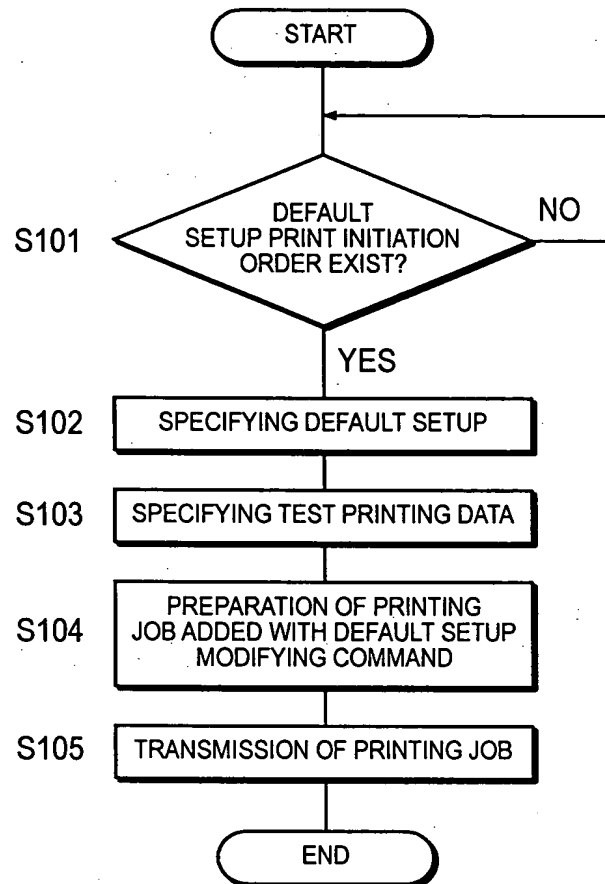 START
S101
DEFAULT
SETUP PRINT INITIATION
ORDER EXIST?
NO
YES
S102
SPECIFYING DEFAULT SETUP
S103
SPECIFYING TEST PRINTING DATA
S104
PREPARATION OF PRINTING
JOB ADDED WITH DEFAULT SETUP
MODIFYING COMMAND
S105
TRANSMISSION OF PRINTING JOB
END